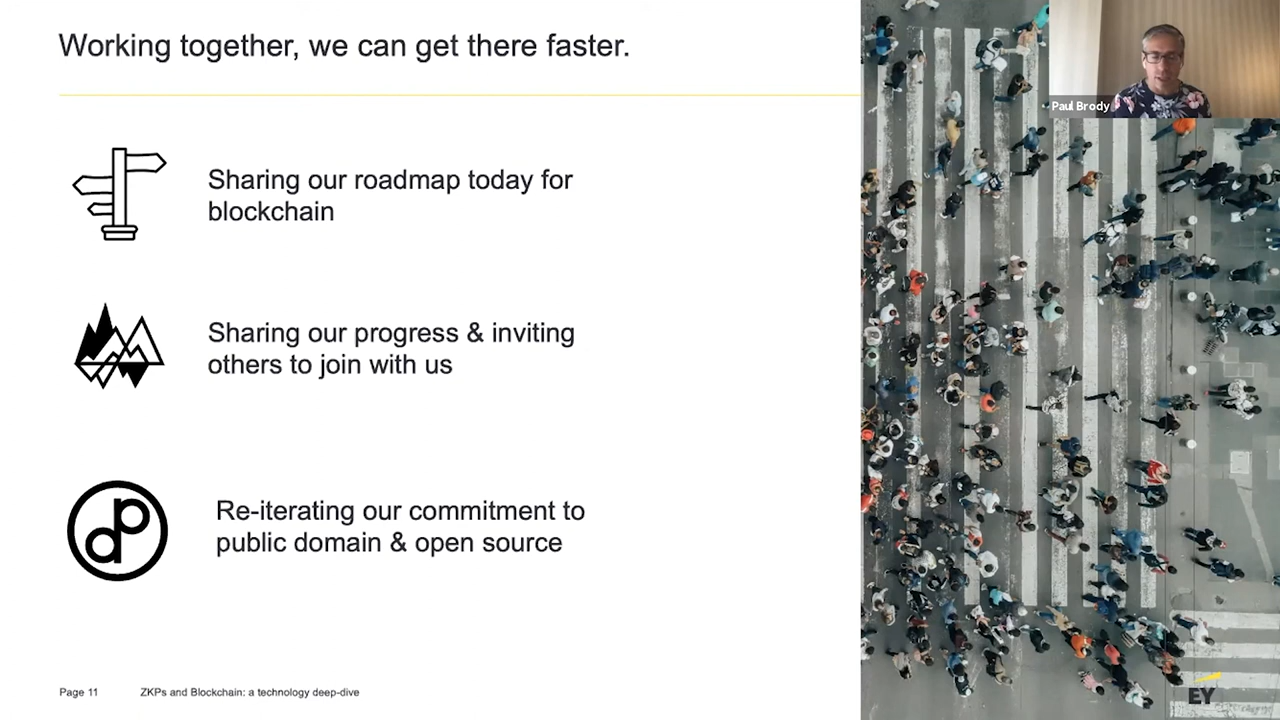 Working together, we can get there faster.
Paul Brody
Sharing our roadmap today for
blockchain
Sharing our progress & inviting
others to join with us
dp
Re-iterating our commitment to
public domain & open source
Page 11
ZKPs and Blockchain: a technology deep-dive
EY